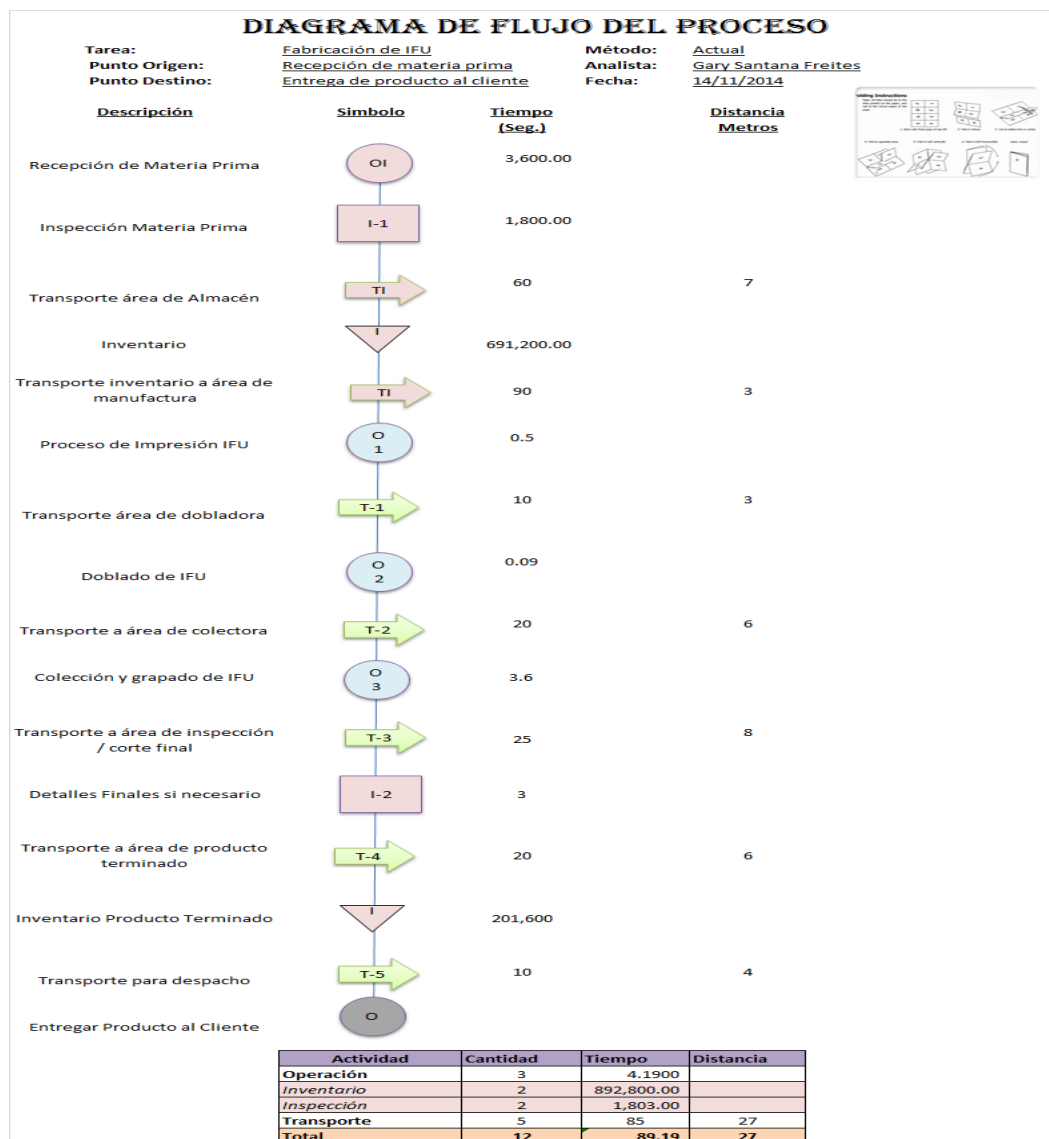 DIAGRAMA DE FLUJO DEL PROCESO
Tarea: Fabricación de IFU Método: Actual
Punto Origen: Recepción de materia prima Analista: Gary Santana Freites
Punto Destino: Entrega de producto al cliente Fecha: 14/11/2014
Descripción Simbolo Tiempo Distancia
(Seg.) Metros
Recepción de Materia Prima OI 3,600.00
Inspección Materia Prima I-1 1,800.00
Transporte área de Almacén TI 60 7
Inventario I 691,200.00
Transporte inventario a área de
manufactura TI 90 3
Proceso de Impresión IFU O 0.5
1
Transporte área de dobladora T-1 10 3
Doblado de IFU O 0.09
2
Transporte a área de colectora T-2 20 6
Colección y grapado de IFU O 3.6
3
Transporte a área de inspección
/ corte final T-3 25 8
Detalles Finales si necesario I-2 3
Transporte a área de producto
terminado T-4 20 6
Inventario Producto Terminado I 201,600
Transporte para despacho T-5 10 4
Entregar Producto al Cliente O
Actividad Cantidad Tiempo Distancia
Operación 3 4.1900
Inventario 2 892,800.00
Inspección 2 1,803.00
Transporte 5 85 27
Total 12 89.19 27